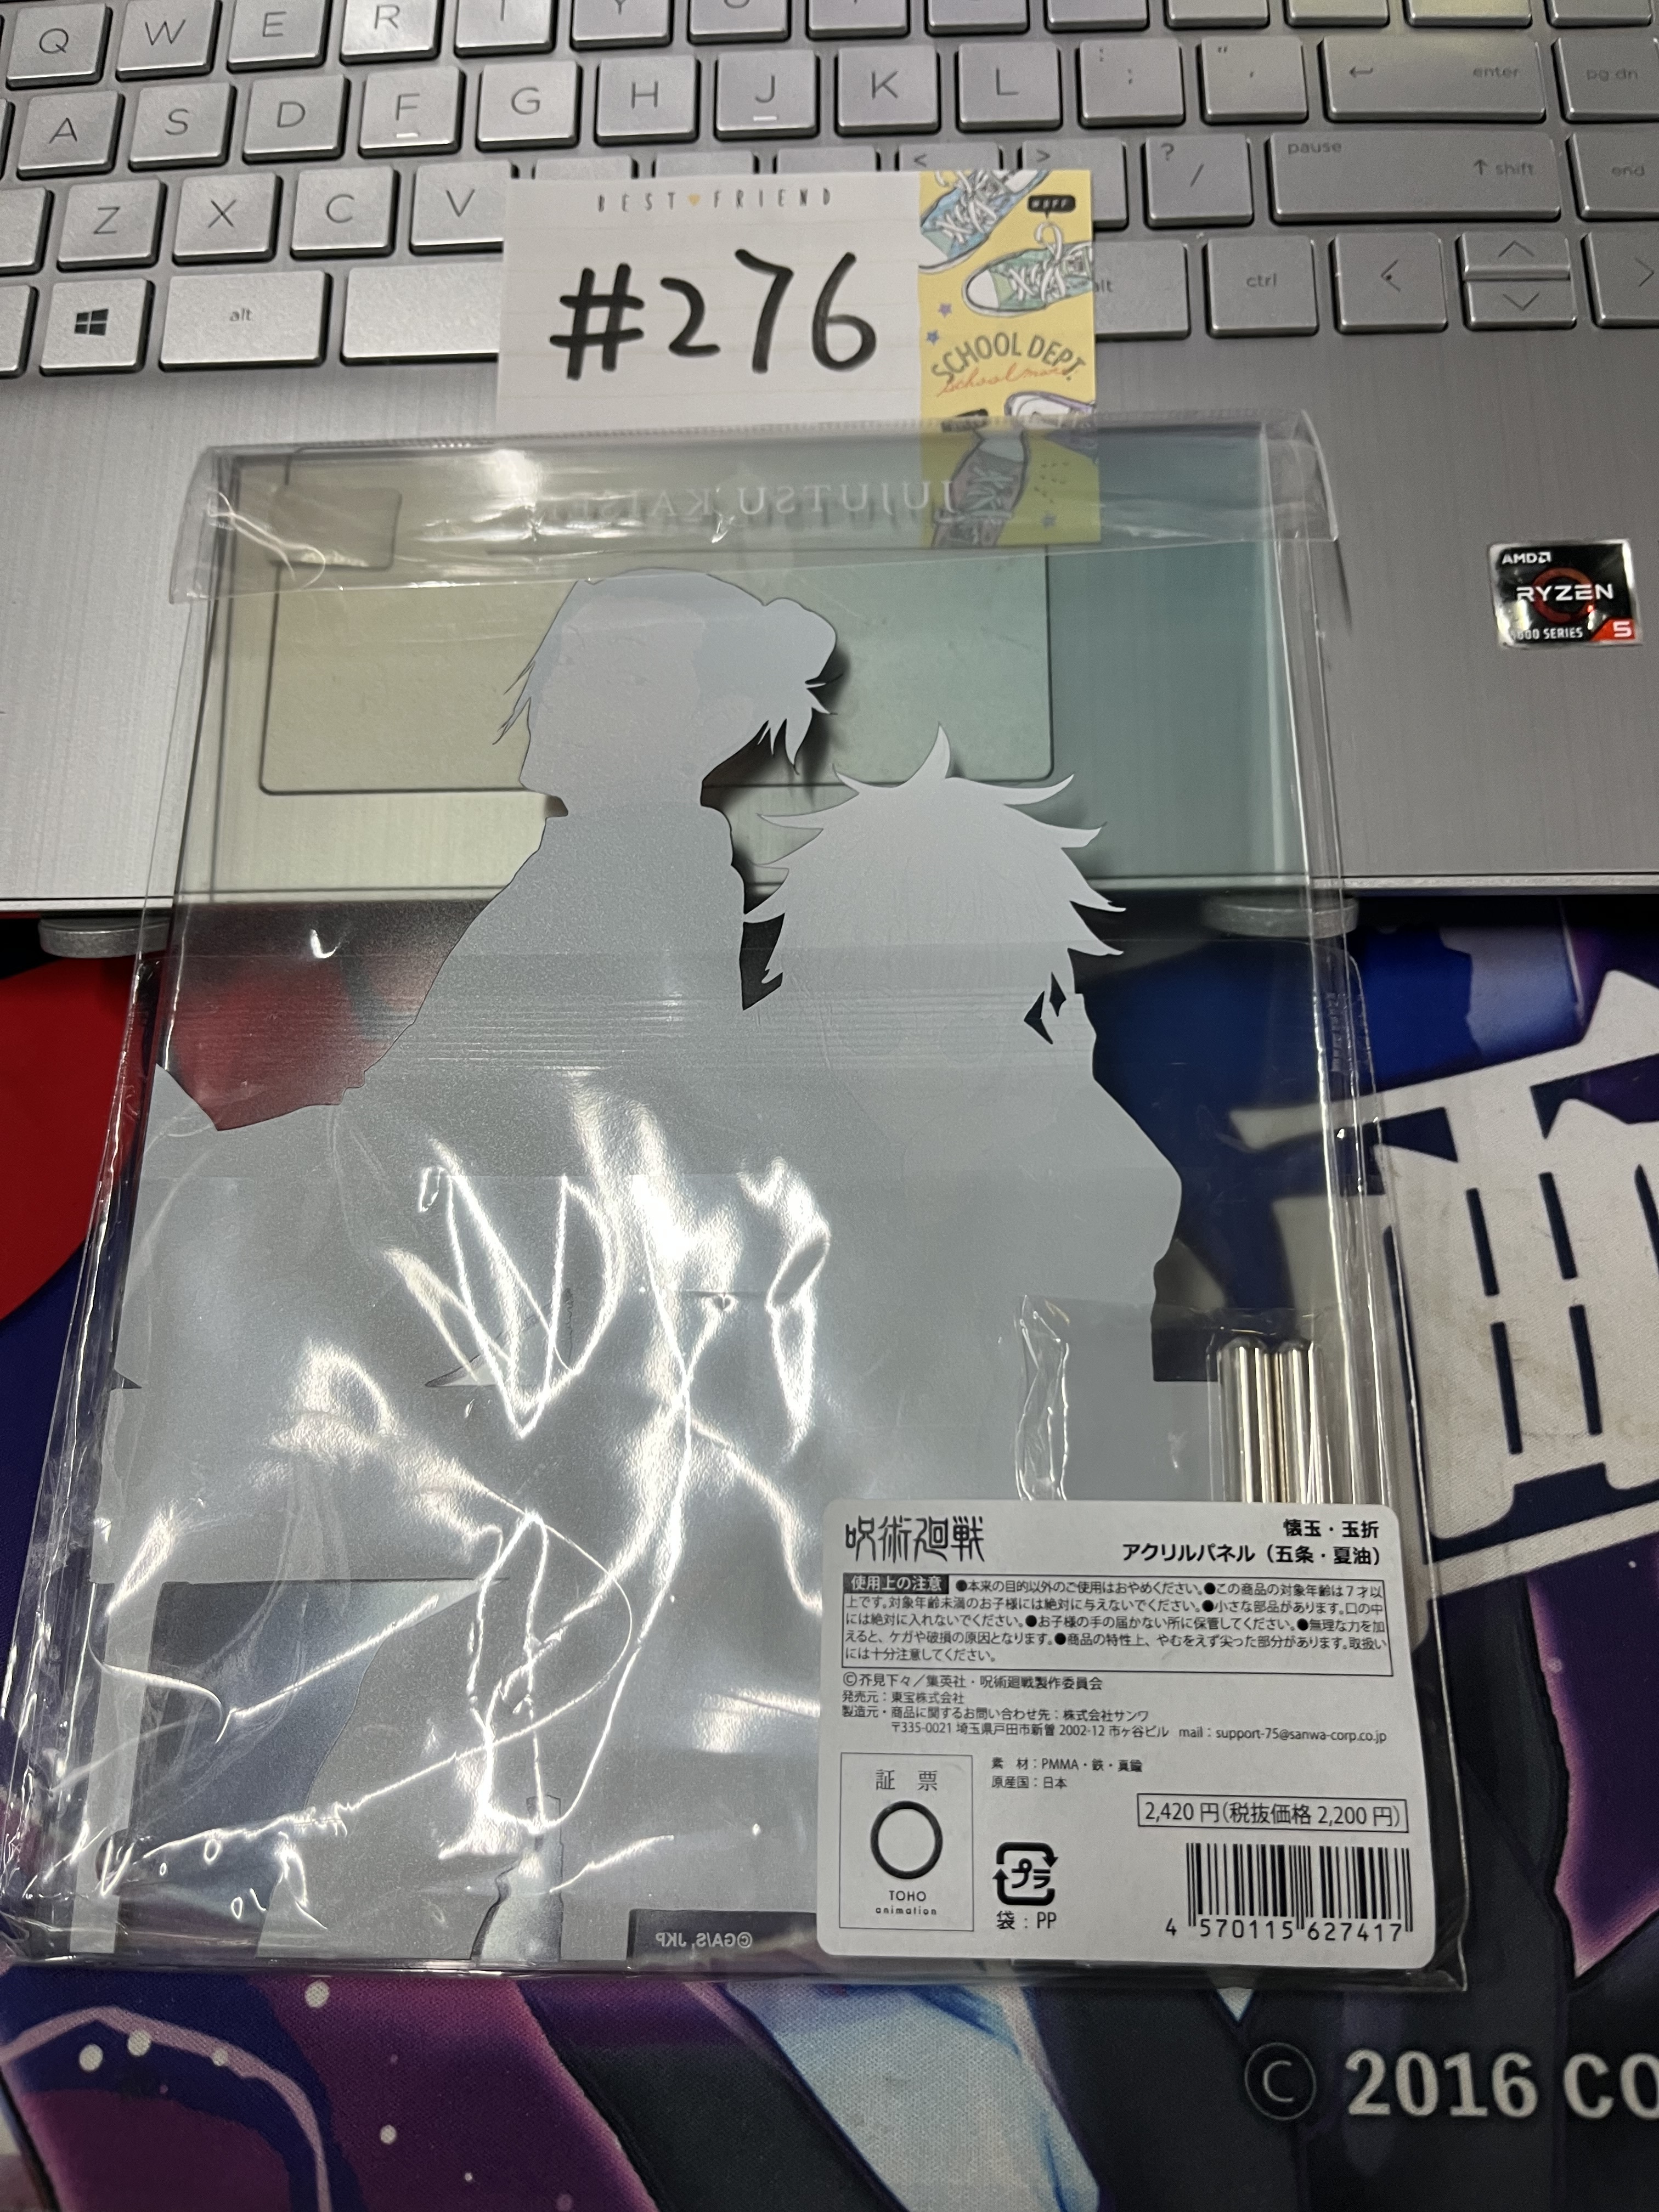 Q W E R T Y U
A S D F G H J K L : ; " ' enter pg dn
Z X C V < > ? / pause shift end
alt alt ctrl
BEST FRIEND
#276
SCHOOL DEPT.
JUJUTSU KAISEN
AMD
RYZEN
5
呪術廻戦
懐玉・玉折
アクリルパネル（五条・夏油）
使用上の注意 ●本来の目的以外のご使用はおやめください。●この商品の対象年齢は7才以
上です。対象年齢未満のお子様には絶対に与えないでください。●小さな部品があります。口の中
には絶対に入れないでください。●お子様の手の届かない所に保管してください。●無理な力を加
えると、ケガや破損の原因となります。●商品の特性上、やむをえず尖った部分があります。取扱い
には十分注意してください。
©芥見下々／集英社・呪術廻戦製作委員会
発売元：東宝株式会社
製造元・商品に関するお問い合わせ先：株式会社サンワ
〒335-0021 埼玉県戸田市新曽 2002-12 市ヶ谷ビル mail：support-75@sanwa-corp.co.jp
証 票
TOHO
animation
素 材：PMMA・鉄・真鍮
原産国：日本
2,420 円（税抜価格 2,200 円）
プラ
袋：PP
4 570115 627417
©GA/S, JKP
© 2016 CO